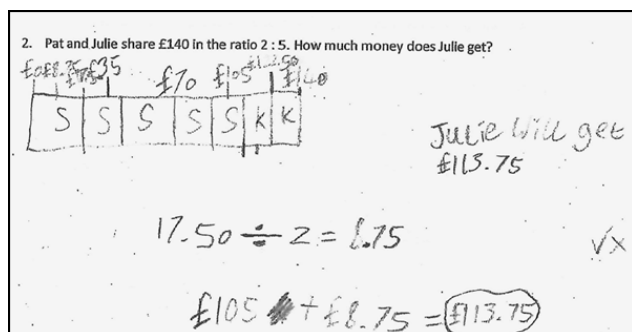 2. Pat and Julie share £140 in the ratio 2 : 5. How much money does Julie get?
£35 £70 £105 £140
S S S S S K K
Julie Will get
£113.75
17.50 ÷ 2 = 8.75
√x
£105 + £8.75 = £113.75